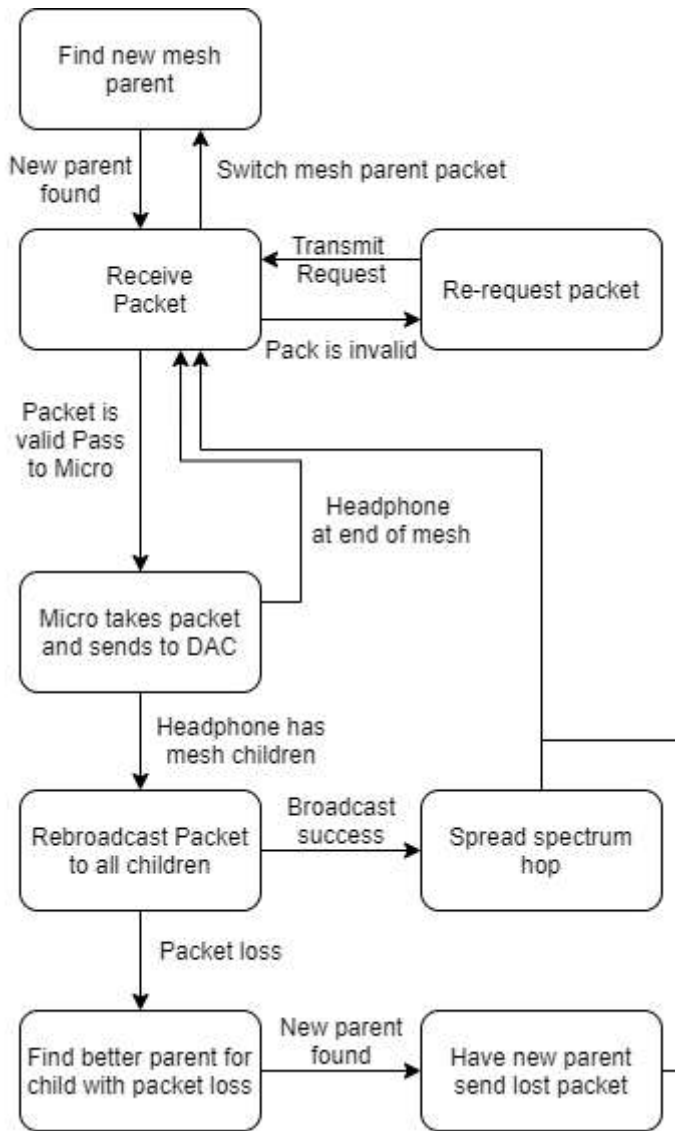 Find new mesh
parent
New parent
found
Switch mesh parent packet
Receive
Packet
Transmit
Request
Re-request packet
Pack is invalid
Packet is
valid Pass
to Micro
Headphone
at end of mesh
Micro takes packet
and sends to DAC
Headphone has
mesh children
Rebroadcast Packet
to all children
Broadcast
success
Spread spectrum
hop
Packet loss
Find better parent for
child with packet loss
New parent
found
Have new parent
send lost packet